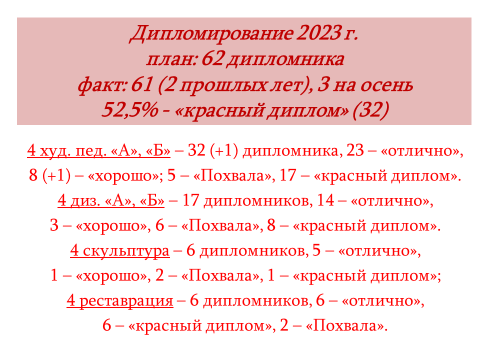 Дипломирование 2023 г.
план: 62 дипломника
факт: 61 (2 прошлых лет), 3 на осень
52,5% - «красный диплом» (32)
4 худ. пед. «А», «Б» – 32 (+1) дипломника, 23 – «отлично»,
8 (+1) – «хорошо»; 5 – «Похвала», 17 – «красный диплом».
4 диз. «А», «Б» – 17 дипломников, 14 – «отлично»,
3 – «хорошо», 6 – «Похвала», 8 – «красный диплом».
4 скульптура – 6 дипломников, 5 – «отлично»,
1 – «хорошо», 2 – «Похвала», 1 – «красный диплом»;
4 реставрация – 6 дипломников, 6 – «отлично»,
6 – «красный диплом», 2 – «Похвала».